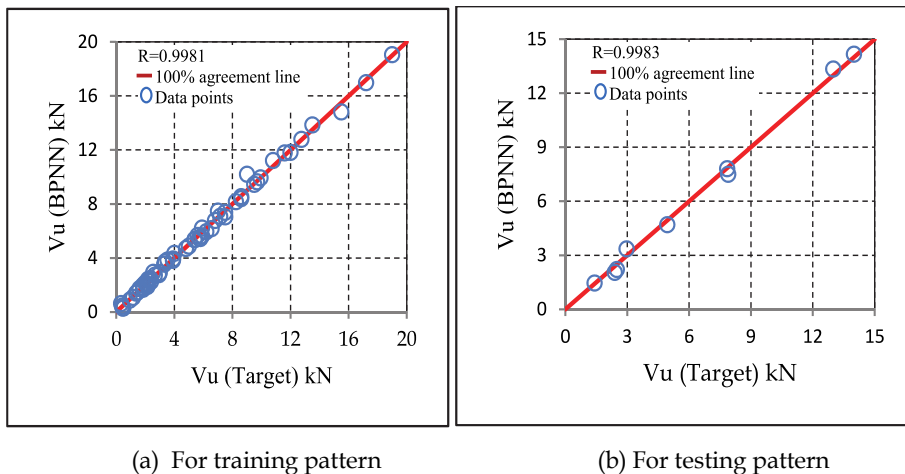 R=0.9981
100% agreement line
Data points
Vu (BPNN) kN
20
16
12
8
4
0
0 4 8 12 16 20
Vu (Target) kN
(a) For training pattern
R=0.9983
100% agreement line
Data points
Vu (BPNN) kN
15
12
9
6
3
0
0 3 6 9 12 15
Vu (Target) kN
(b) For testing pattern